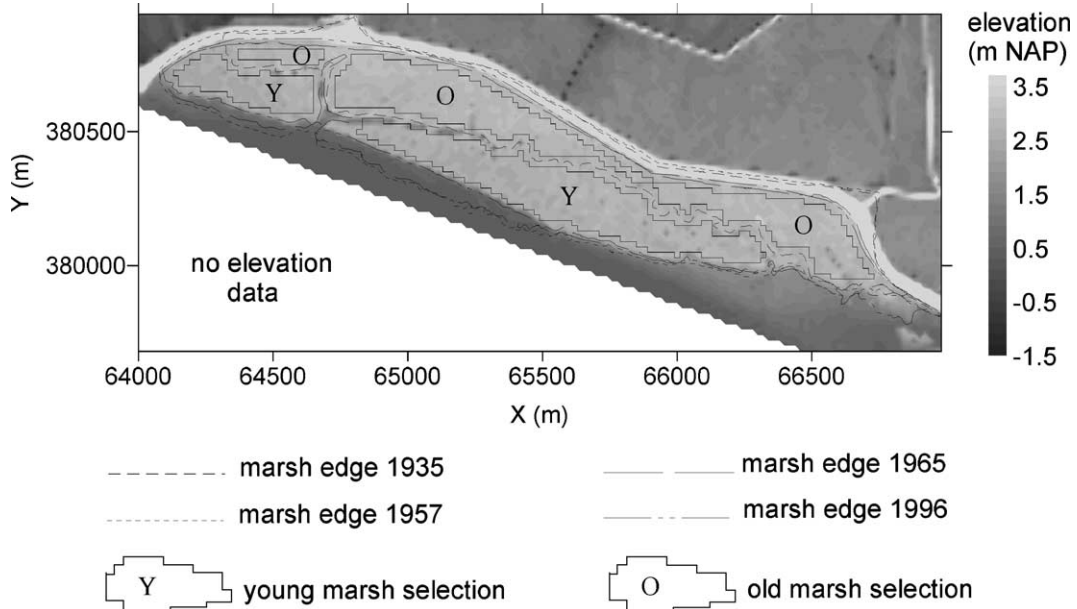 elevation
(m NAP)
3.5
2.5
1.5
0.5
-0.5
-1.5
O
Y
O
Y
O
Y (m)
380500
380000
no elevation
data
64000 64500 65000 65500 66000 66500
X (m)
marsh edge 1935
marsh edge 1965
marsh edge 1957
marsh edge 1996
Y young marsh selection
O old marsh selection